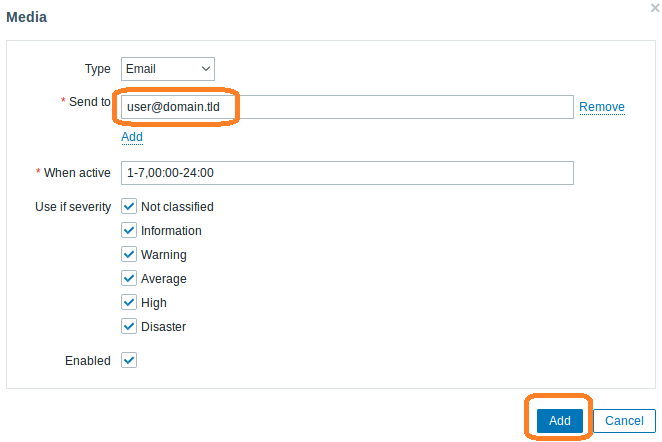 Media
Type Email
* Send to user@domain.tld Remove
Add
* When active 1-7,00:00-24:00
Use if severity Not classified
Information
Warning
Average
High
Disaster
Enabled
Add Cancel